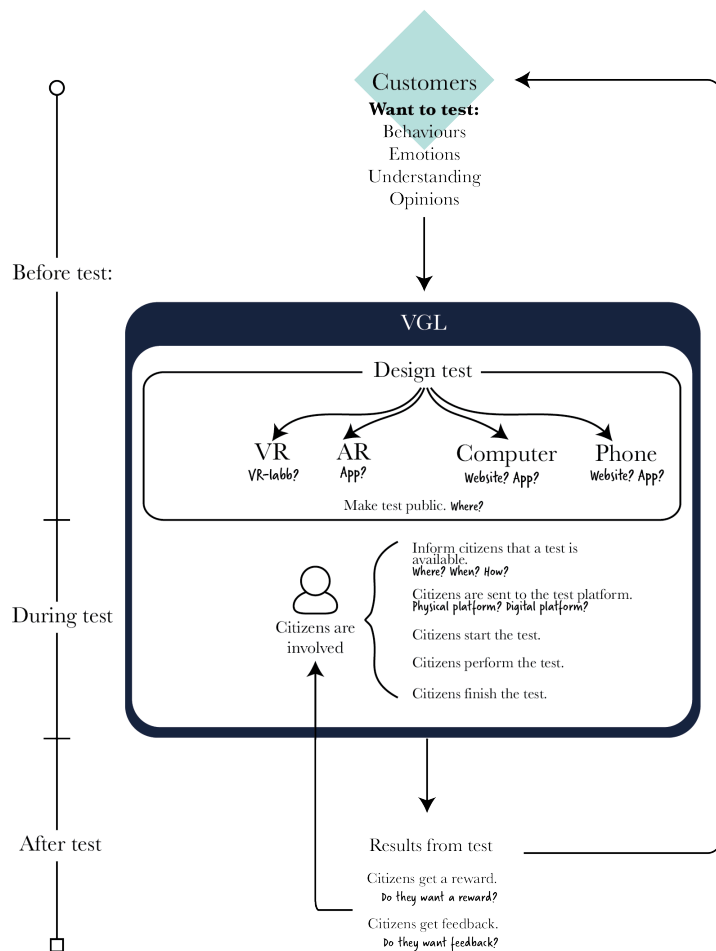 Customers
Want to test:
Behaviours
Emotions
Understanding
Opinions
Before test:
VGL
Design test
VR
VR-labb?
AR
App?
Computer
Website? App?
Phone
Website? App?
Make test public. Where?
During test
Citizens are
involved
Inform citizens that a test is
available.
Where? When? How?
Citizens are sent to the test platform.
Physical platform? Digital platform?
Citizens start the test.
Citizens perform the test.
Citizens finish the test.
After test
Results from test
Citizens get a reward.
Do they want a reward?
Citizens get feedback.
Do they want feedback?